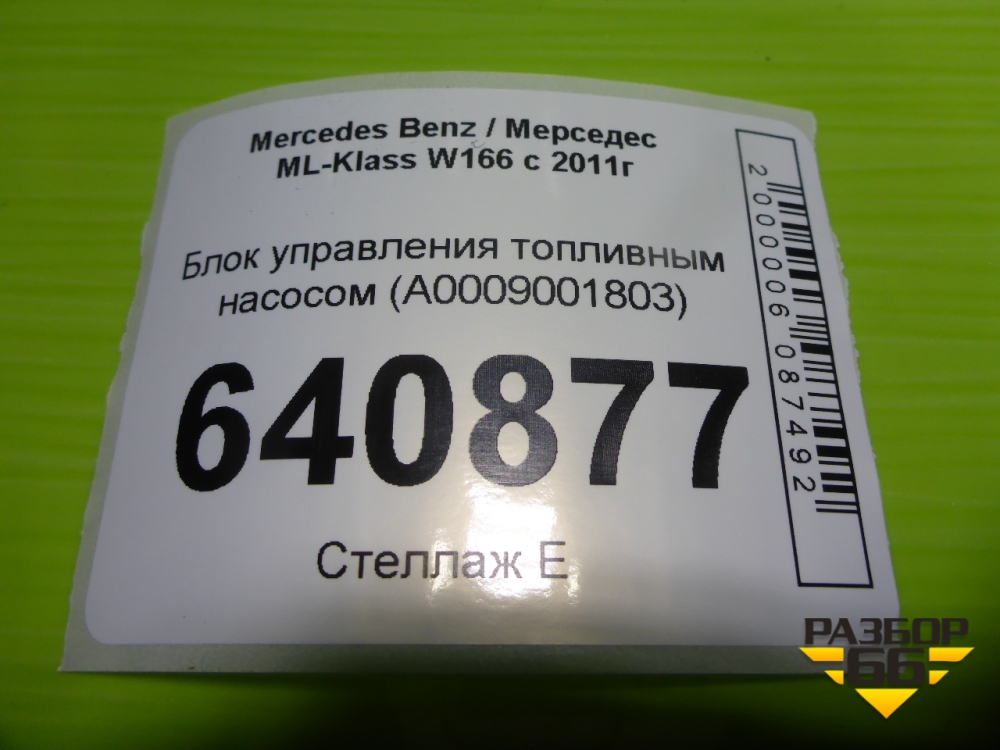 Mercedes Benz / Мерседес
ML-Klass W166 с 2011г
Блок управления топливным
насосом (A0009001803)
640877
Стеллаж Е
2000006087492
РАЗБОР
66